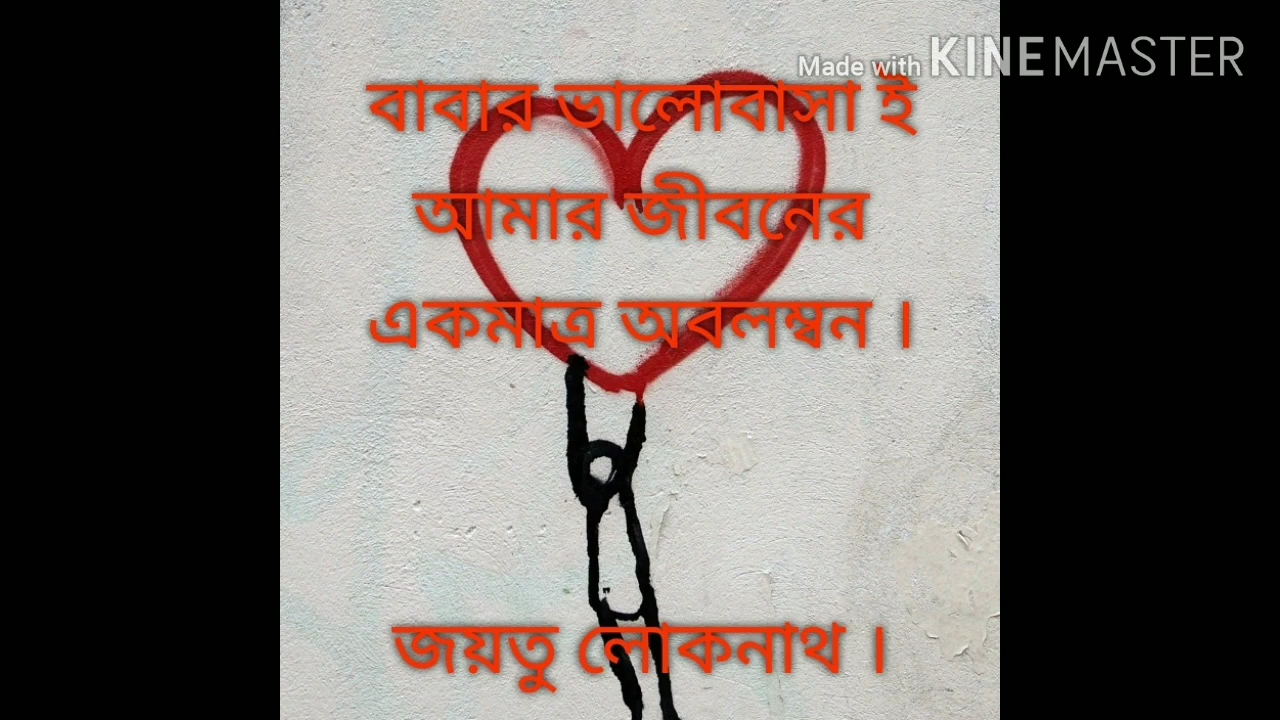 Made with KINEMASTER
বাবার ভালোবাসা ই
আমার জীবনের
একমাত্র অবলম্বন ।
জয়তু লোকনাথ ।